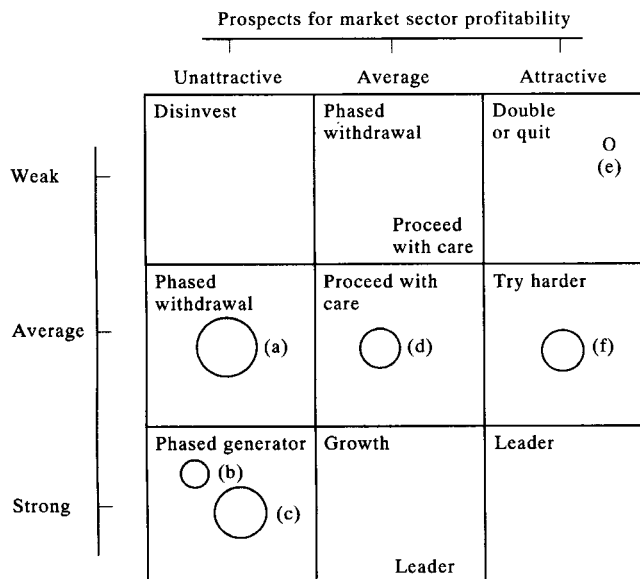 Prospects for market sector profitability
Unattractive
Average
Attractive
Weak
Disinvest
Phased
withdrawal
Proceed
with care
Double
or quit
(e)
Average
Phased
withdrawal
(a)
Proceed with
care
(d)
Try harder
(f)
Strong
Phased generator
(b)
(c)
Growth
Leader
Leader